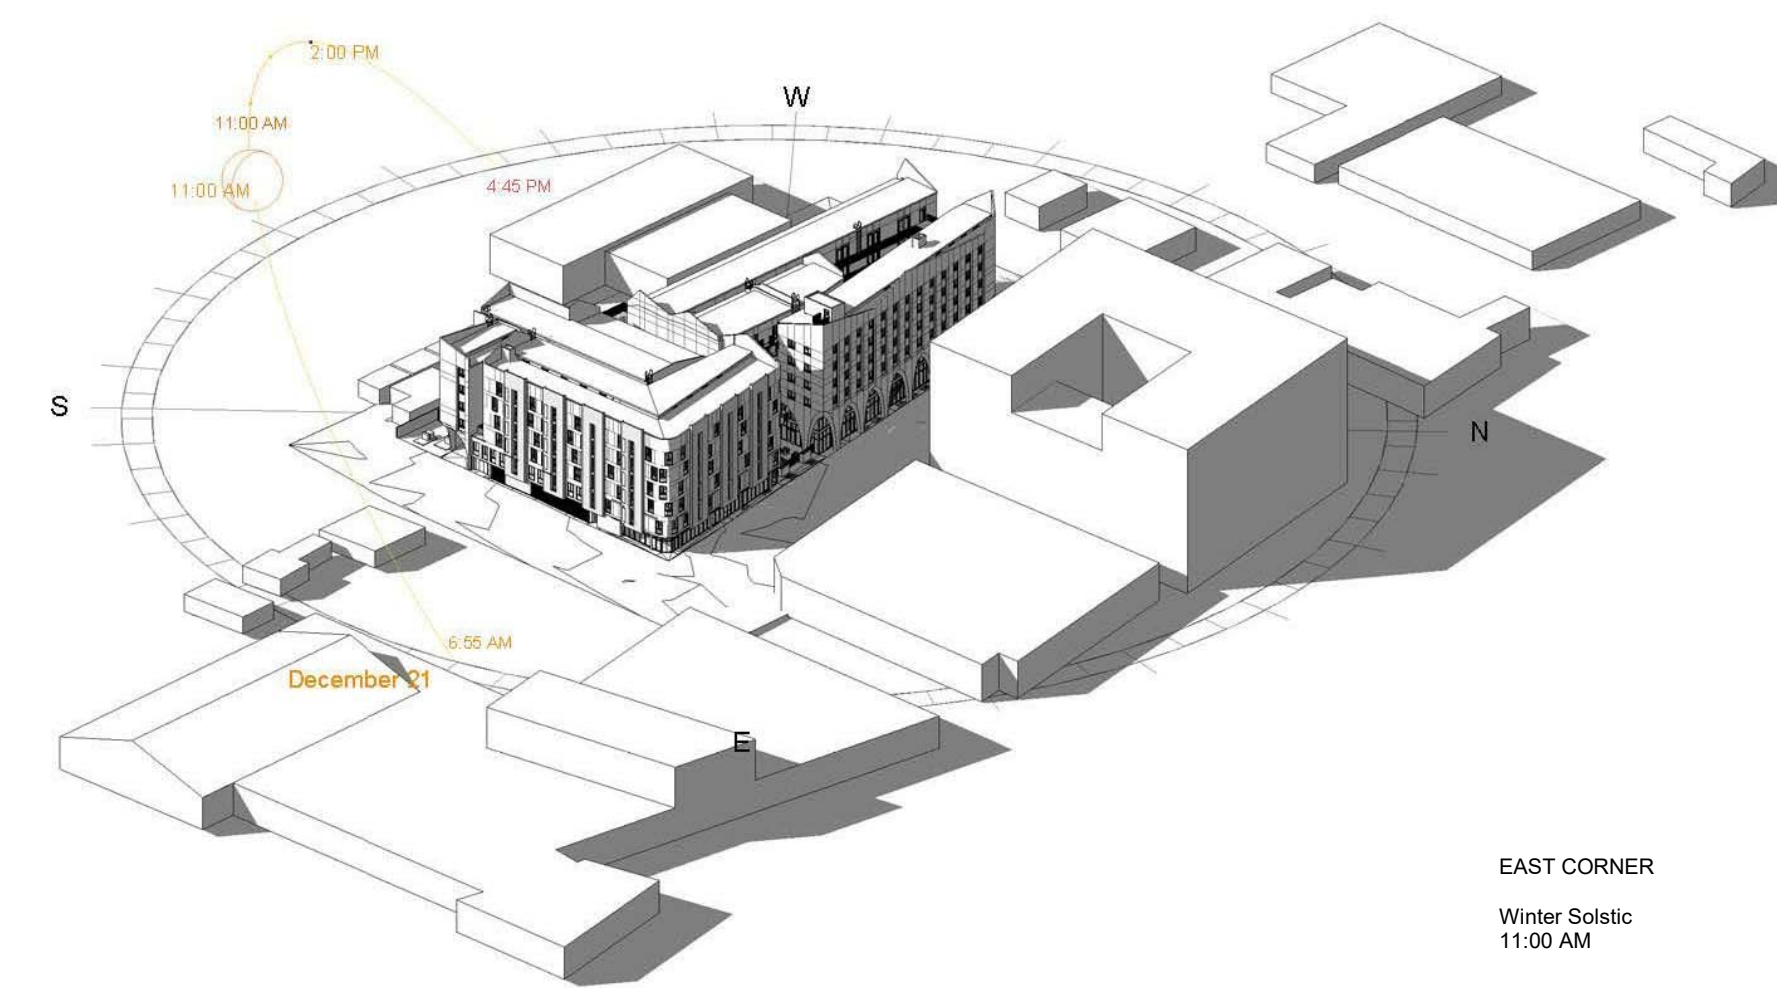 2:00 PM
W
11:00 AM
11:00 AM
4:45 PM
S
N
6:55 AM
December 21
E
EAST CORNER
Winter Solstic
11:00 AM